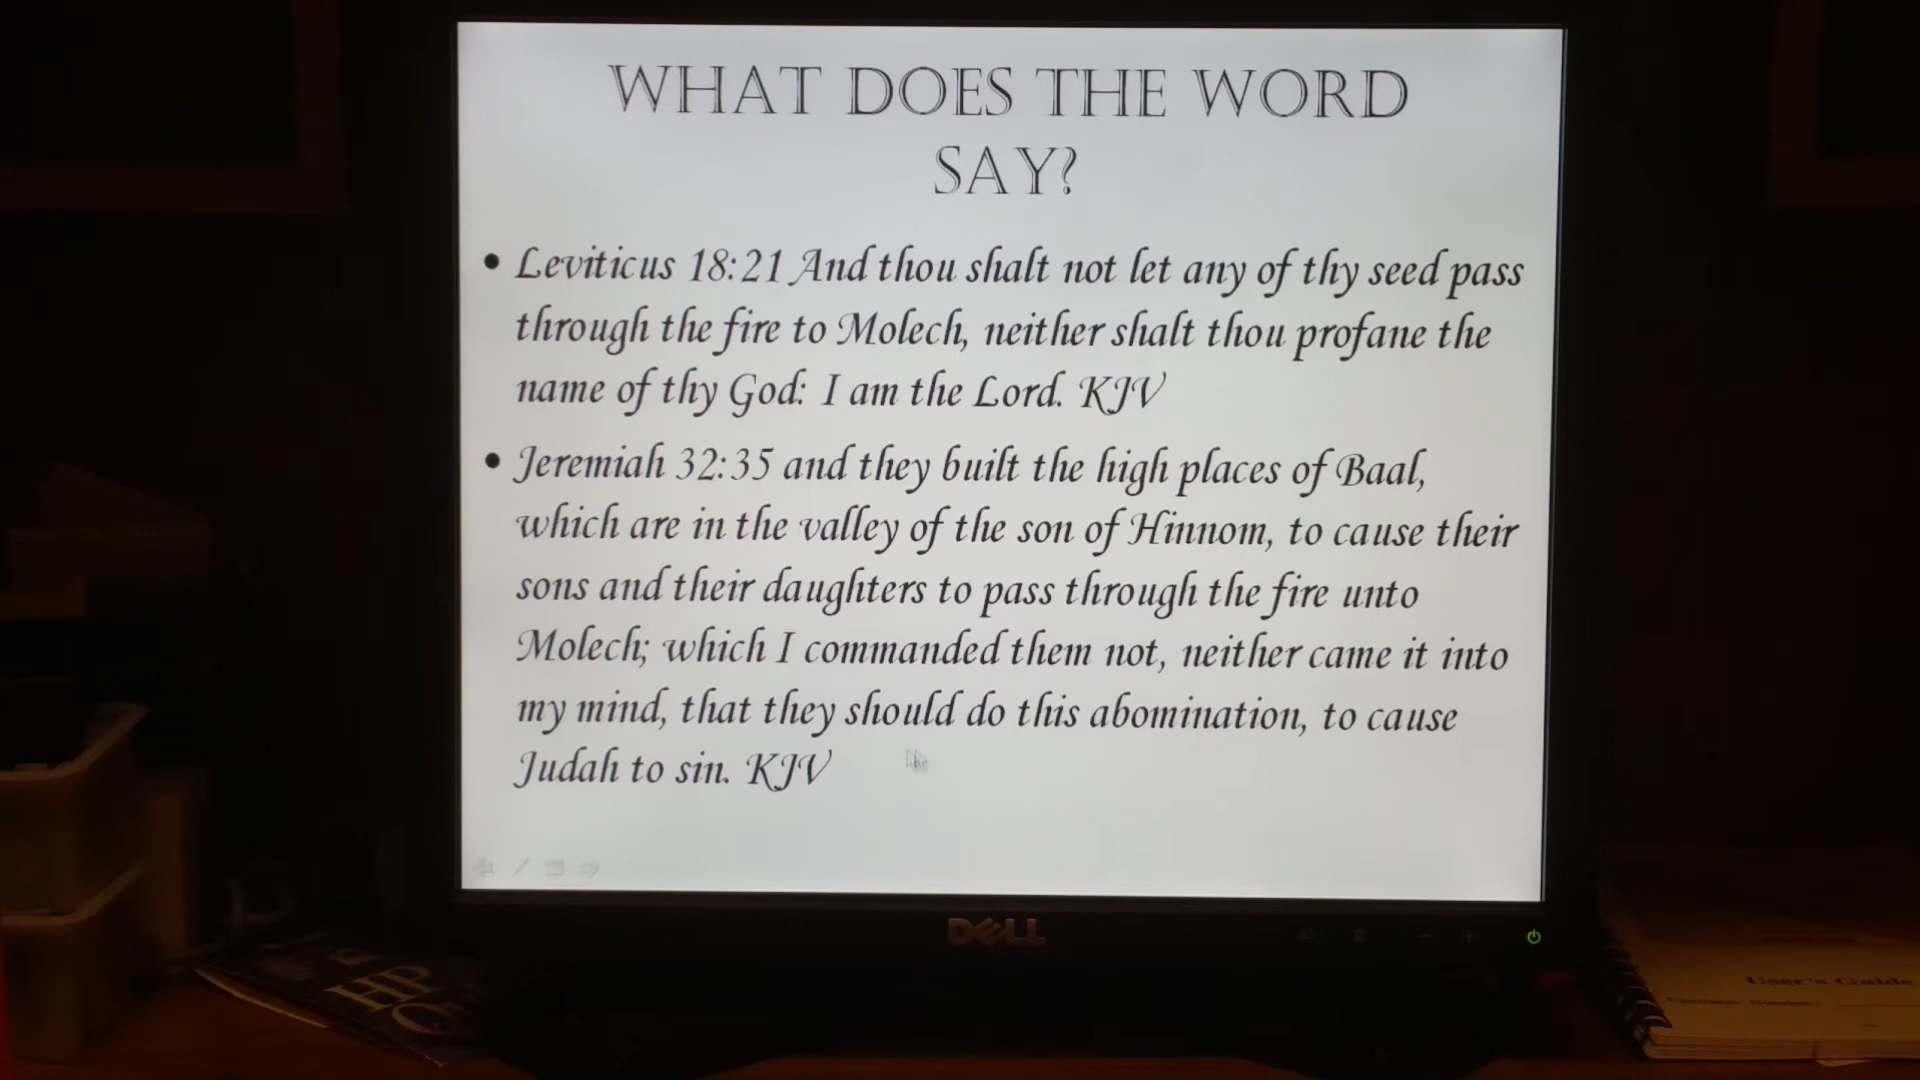 WHAT DOES THE WORD
SAY?
• Leviticus 18:21 And thou shalt not let any of thy seed pass
through the fire to Molech, neither shalt thou profane the
name of thy God: I am the Lord. KJV
• Jeremiah 32:35 and they built the high places of Baal,
which are in the valley of the son of Hinnom, to cause their
sons and their daughters to pass through the fire unto
Molech; which I commanded them not, neither came it into
my mind, that they should do this abomination, to cause
Judah to sin. KJV
DELL
HP
User's Guide